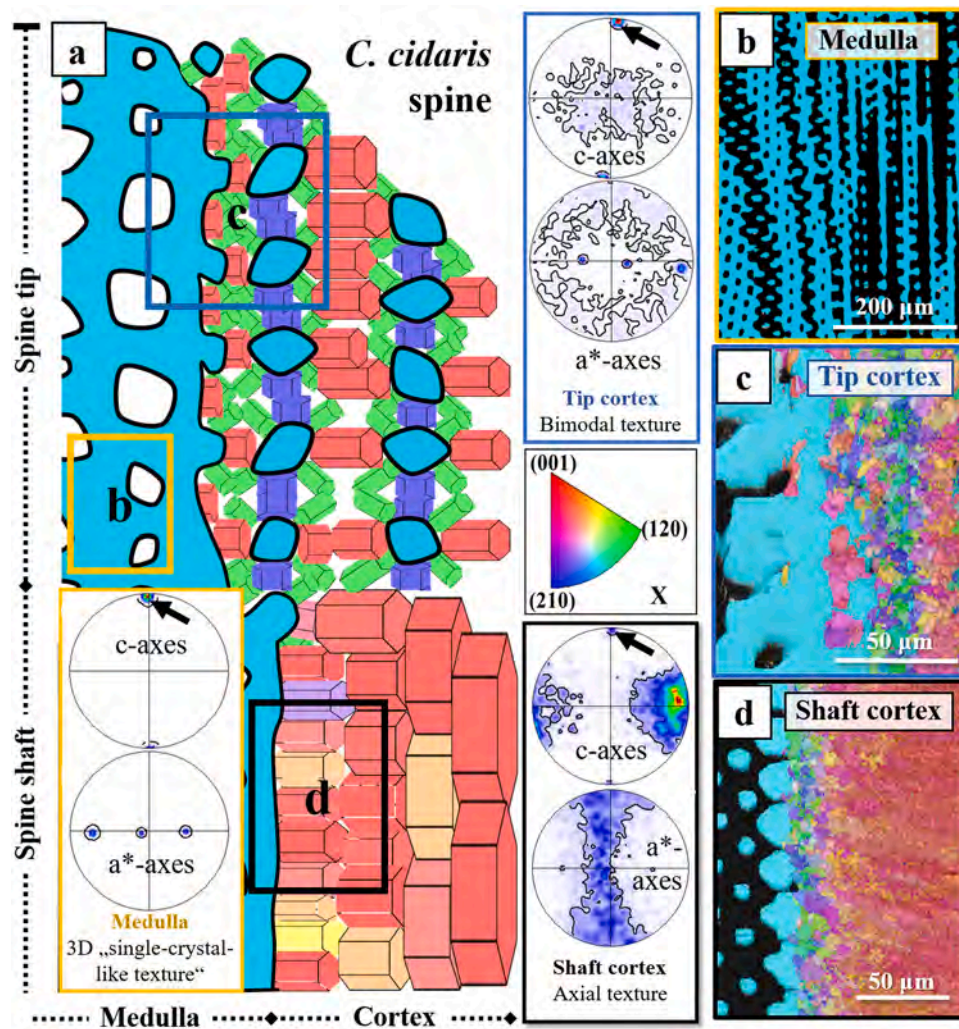 a
C. cidaris
spine
Spine tip
Spine shaft
c
b
d
c-axes
a*-axes
Medulla
3D „single-crystal-
like texture“
Medulla
Cortex
c-axes
a*-axes
Tip cortex
Bimodal texture
(001)
(120)
(210)
X
c-axes
a*-
axes
Shaft cortex
Axial texture
b
Medulla
200 µm
c
Tip cortex
50 µm
d
Shaft cortex
50 µm